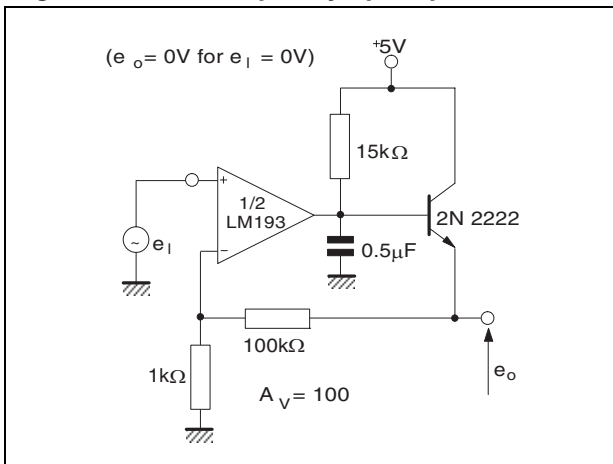 +5V
(e o = 0V for e I = 0V)
15kΩ
1/2
LM193
+
−
2N 2222
~
e I
0.5μF
100kΩ
1kΩ
A V = 100
e o